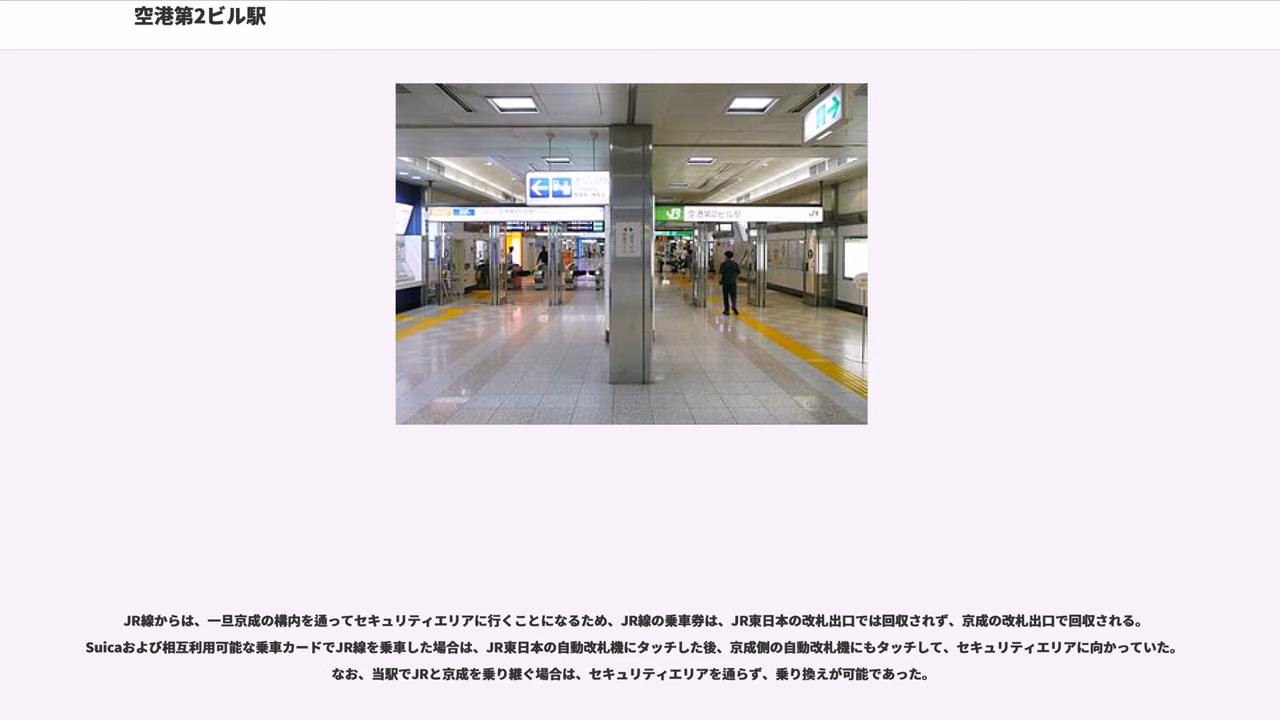 空港第2ビル駅
JR 空港第2ビル駅 JR
JR線からは、一旦京成の構内を通ってセキュリティエリアに行くことになるため、JR線の乗車券は、JR東日本の改札出口では回収されず、京成の改札出口で回収される。
Suicaおよび相互利用可能な乗車カードでJR線を乗車した場合は、JR東日本の自動改札機にタッチした後、京成側の自動改札機にもタッチして、セキュリティエリアに向かっていた。
なお、当駅でJRと京成を乗り継ぐ場合は、セキュリティエリアを通らず、乗り換えが可能であった。